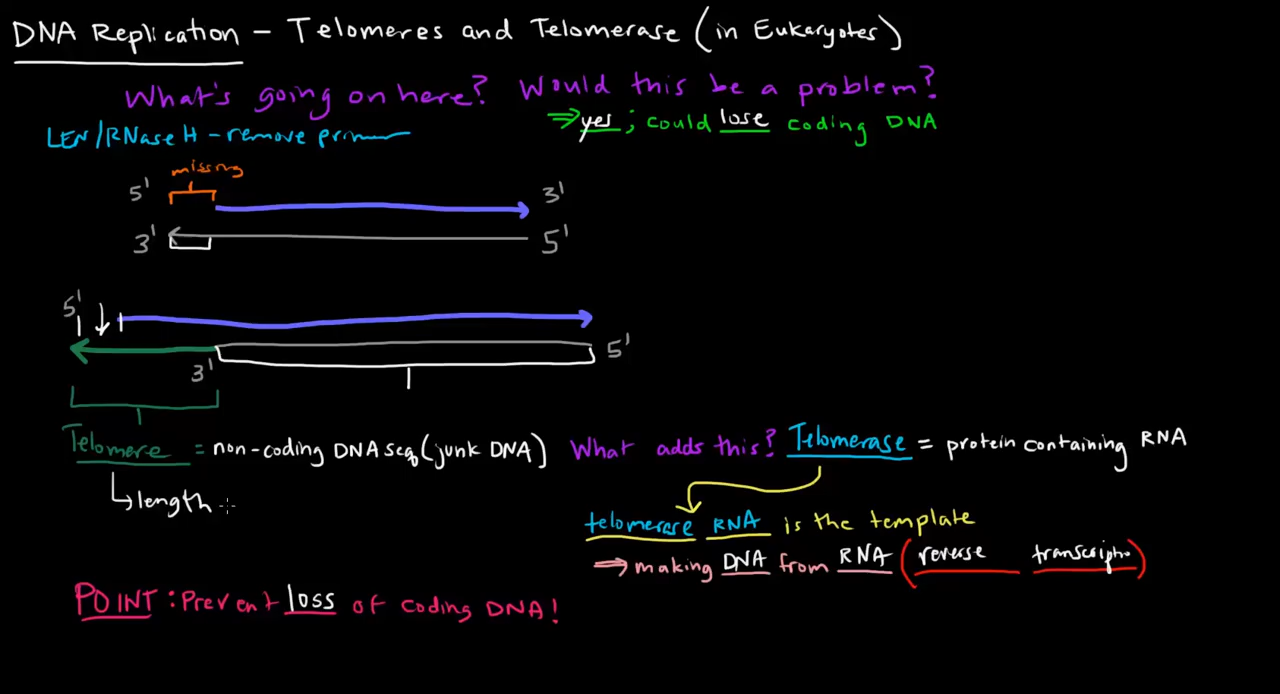 DNA Replication - Telomeres and Telomerase (in Eukaryotes)
What's going on here? Would this be a problem?
⇒ yes ; could lose coding DNA
/RNase H - remove
missing
5' 3'
3' 5'
5'
3' 5'
Telomere = non-coding DNA seq (junk DNA)
What adds this? Telomerase = protein containing RNA
↳ length -
telomerase RNA is the template
⇒ making DNA from RNA (reverse transcriptio)
POINT : Prevent loss of coding DNA!